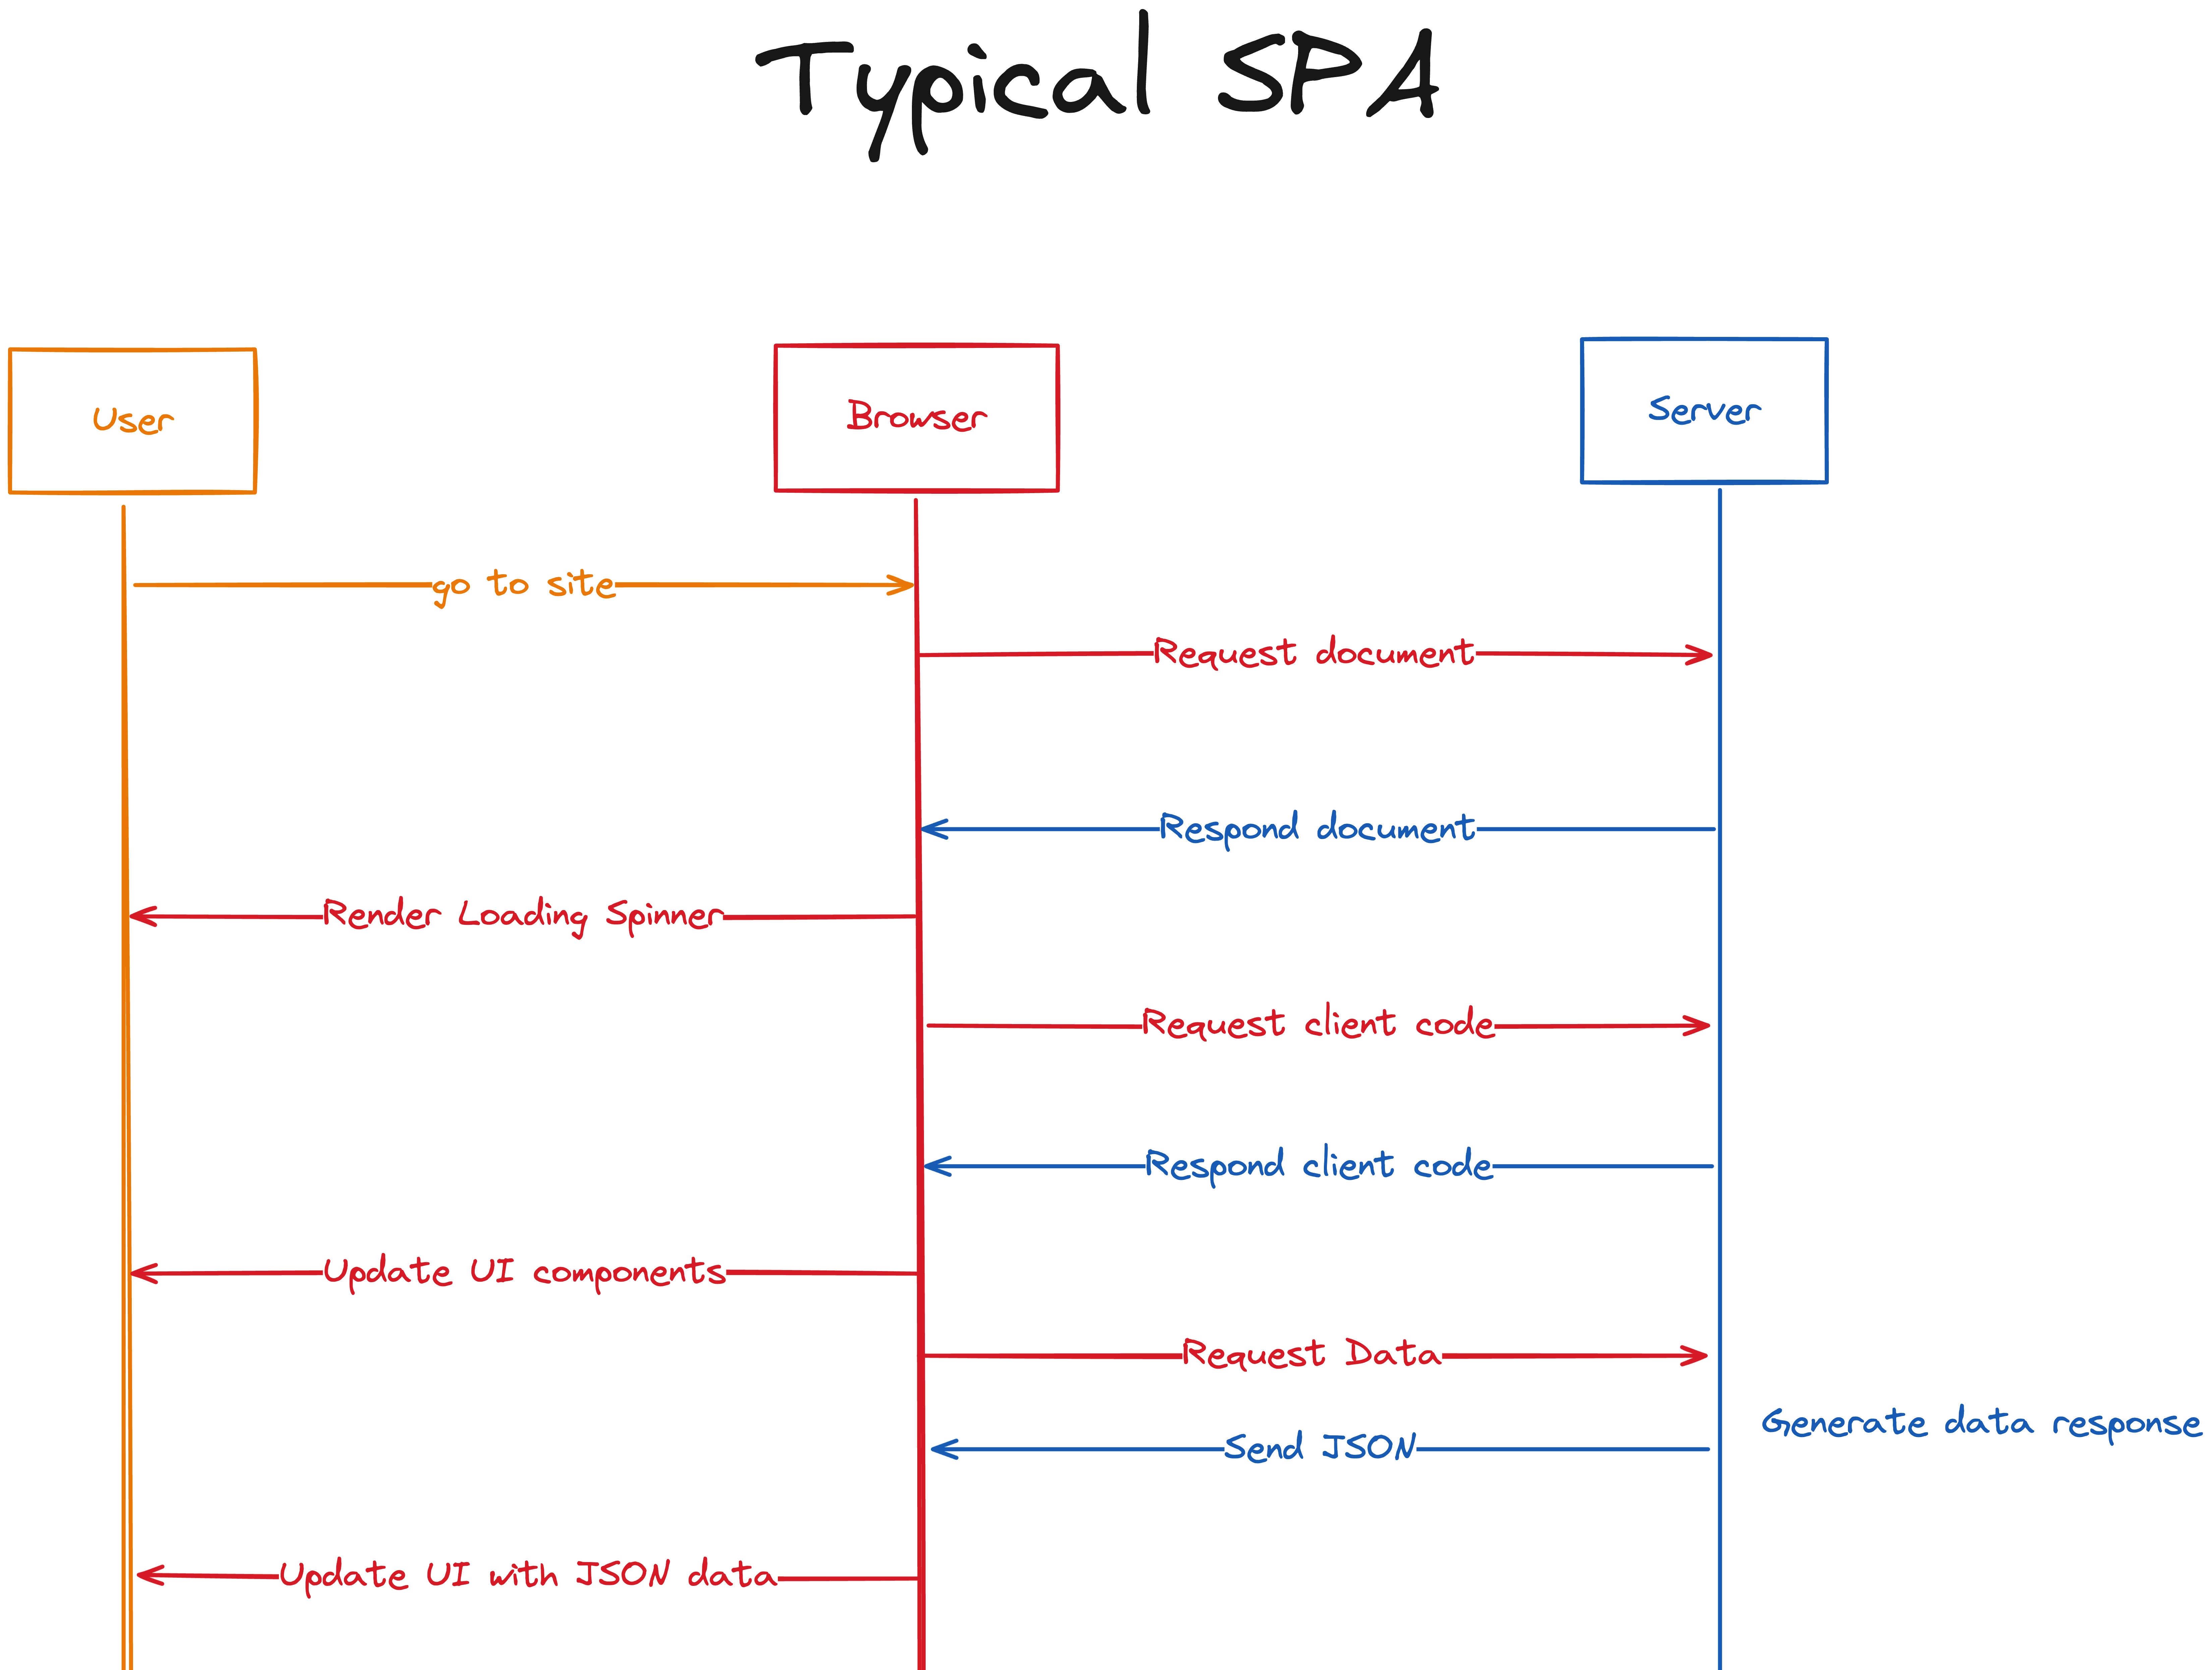 Typical SPA
User
Browser
Server
go to site
Request document
Respond document
Render Loading Spinner
Request client code
Respond client code
Update UI components
Request Data
Generate data response
Send JSON
Update UI with JSON data